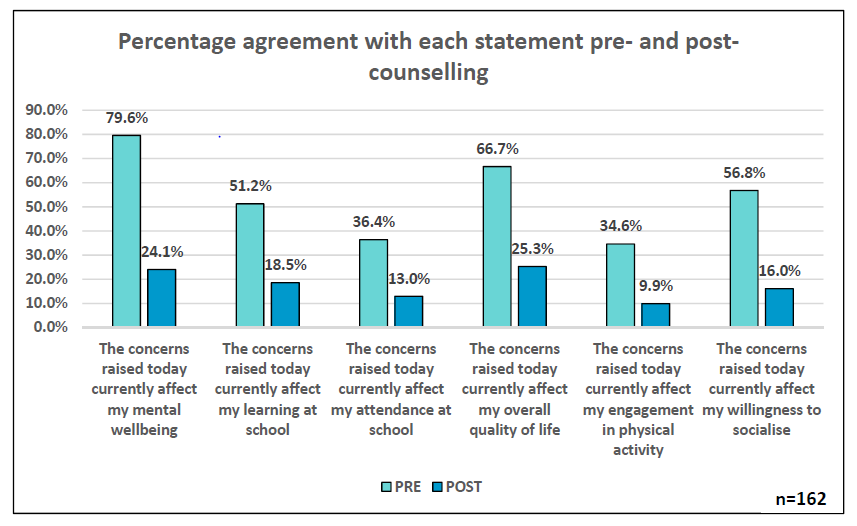 Percentage agreement with each statement pre- and post-
counselling
90.0%
80.0%
70.0%
60.0%
50.0%
40.0%
30.0%
20.0%
10.0%
0.0%
79.6%
24.1%
51.2%
18.5%
36.4%
13.0%
66.7%
25.3%
34.6%
9.9%
56.8%
16.0%
The concerns
raised today
currently affect
my mental
wellbeing
The concerns
raised today
currently affect
my learning at
school
The concerns
raised today
currently affect
my attendance at
school
The concerns
raised today
currently affect
my overall
quality of life
The concerns
raised today
currently affect
my engagement
in physical
activity
The concerns
raised today
currently affect
my willingness to
socialise
PRE POST
n=162